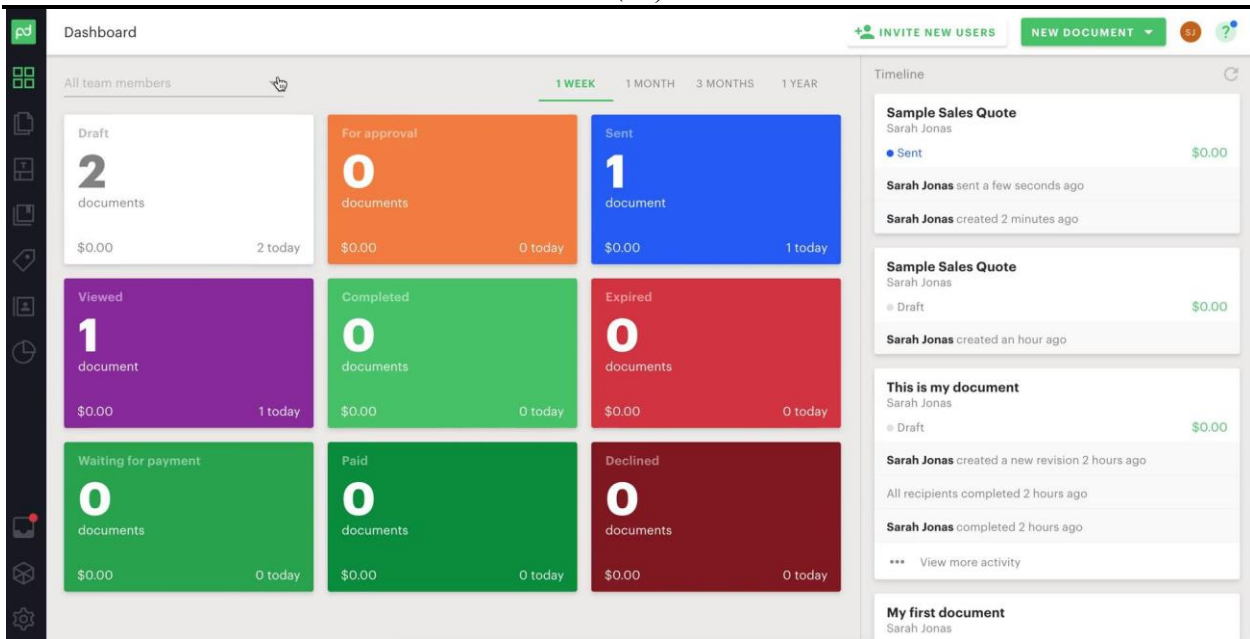 pd
Dashboard
INVITE NEW USERS
NEW DOCUMENT
SJ
?
All team members
1 WEEK
1 MONTH
3 MONTHS
1 YEAR
Draft
2
documents
$0.00
2 today
For approval
0
documents
$0.00
0 today
Sent
1
document
$0.00
1 today
Viewed
1
document
$0.00
1 today
Completed
0
documents
$0.00
0 today
Expired
0
documents
$0.00
0 today
Waiting for payment
0
documents
$0.00
0 today
Paid
0
documents
$0.00
0 today
Declined
0
documents
$0.00
0 today
Timeline
Sample Sales Quote
Sarah Jonas
Sent
$0.00
Sarah Jonas sent a few seconds ago
Sarah Jonas created 2 minutes ago
Sample Sales Quote
Sarah Jonas
Draft
$0.00
Sarah Jonas created an hour ago
This is my document
Sarah Jonas
Draft
$0.00
Sarah Jonas created a new revision 2 hours ago
All recipients completed 2 hours ago
Sarah Jonas completed 2 hours ago
View more activity
My first document
Sarah Jonas